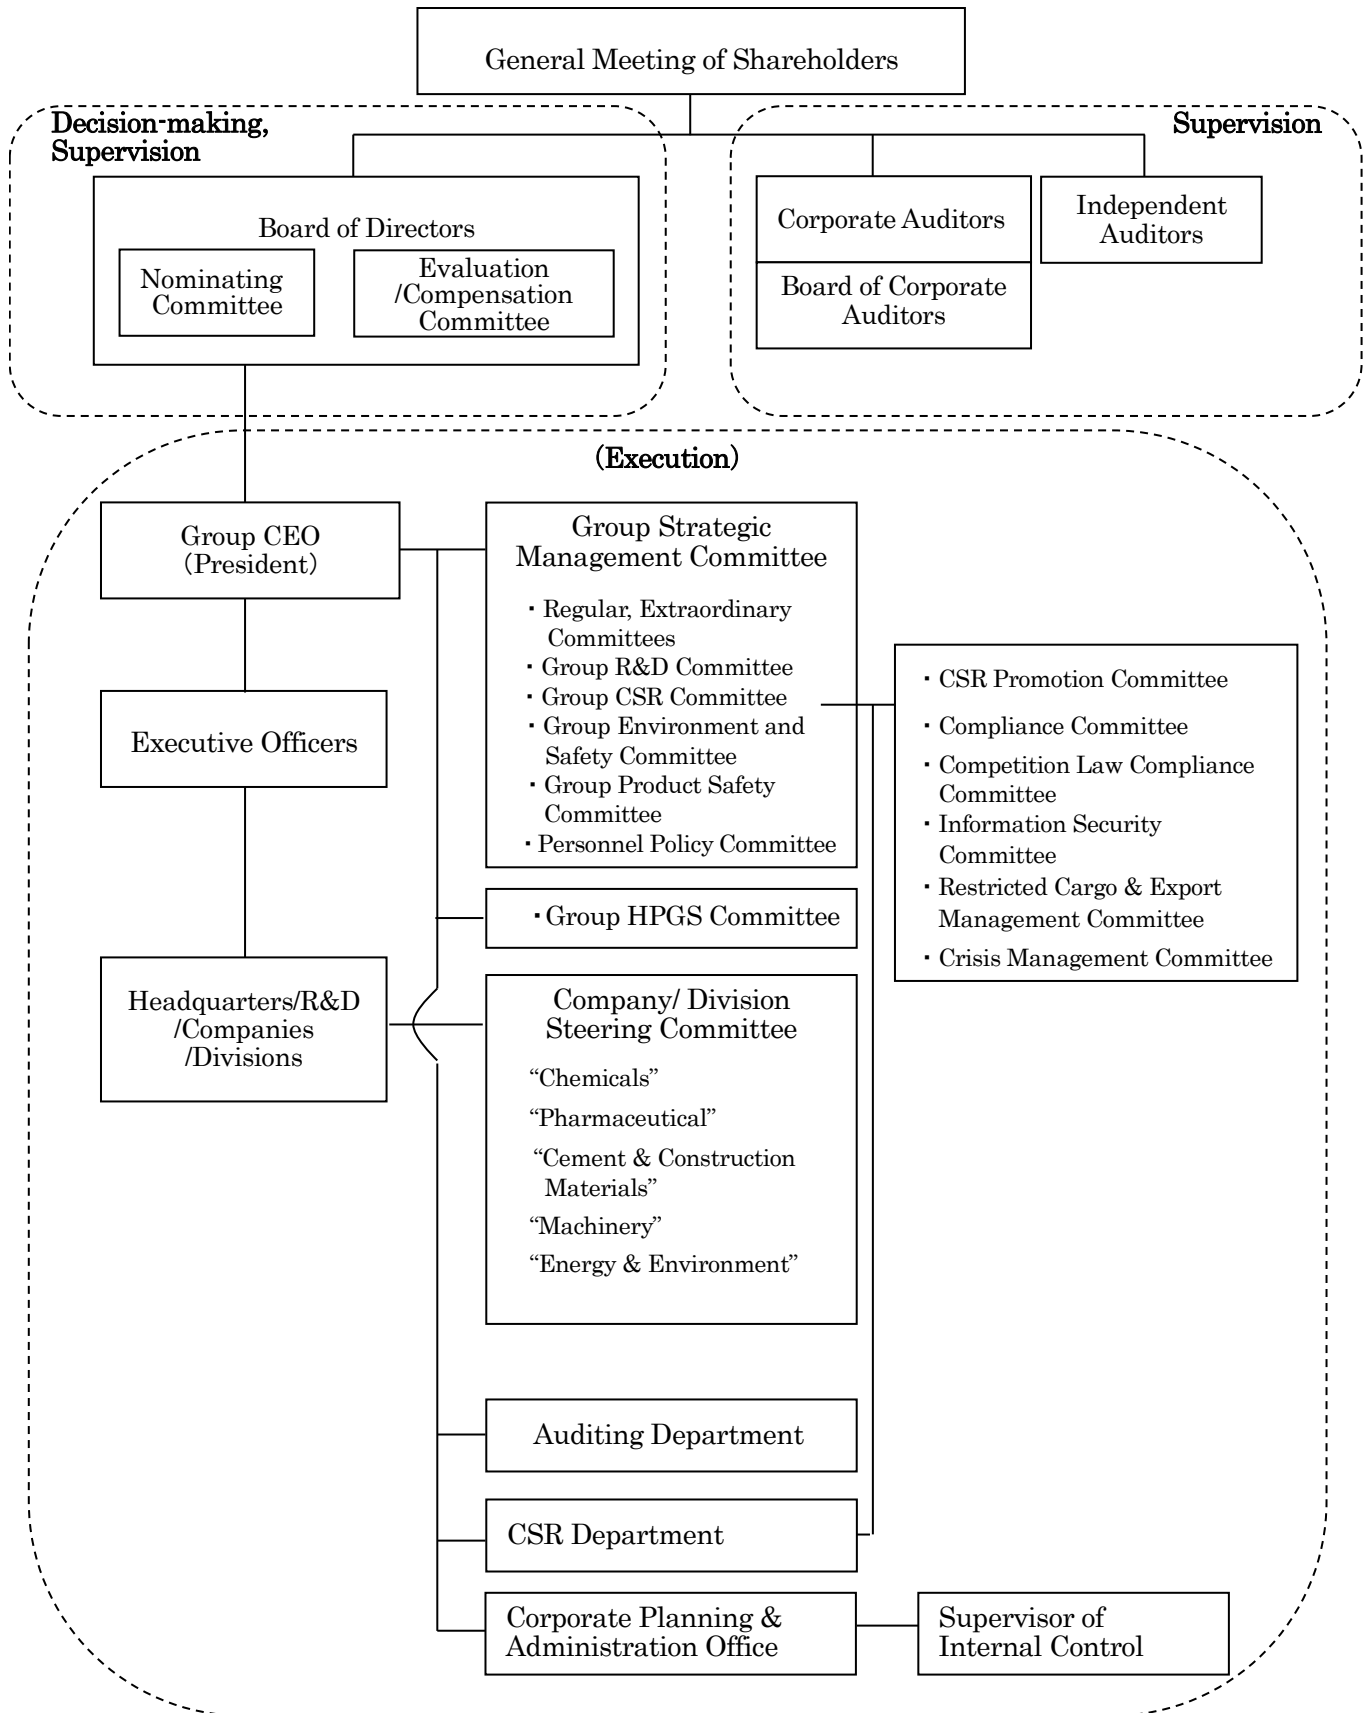 General Meeting of Shareholders
Decision-making,
Supervision
Supervision
Board of Directors
Nominating
Committee
Evaluation
/Compensation
Committee
Corporate Auditors
Board of Corporate
Auditors
Independent
Auditors
(Execution)
Group CEO
(President)
Executive Officers
Headquarters/R&D
/Companies
/Divisions
Group Strategic
Management Committee
・Regular, Extraordinary
Committees
・Group R&D Committee
・Group CSR Committee
・Group Environment and
Safety Committee
・Group Product Safety
Committee
・Personnel Policy Committee
・Group HPGS Committee
Company/ Division
Steering Committee
“Chemicals”
“Pharmaceutical”
“Cement & Construction
Materials”
“Machinery”
“Energy & Environment”
・CSR Promotion Committee
・Compliance Committee
・Competition Law Compliance
Committee
・Information Security
Committee
・Restricted Cargo & Export
Management Committee
・Crisis Management Committee
Auditing Department
CSR Department
Corporate Planning &
Administration Office
Supervisor of
Internal Control